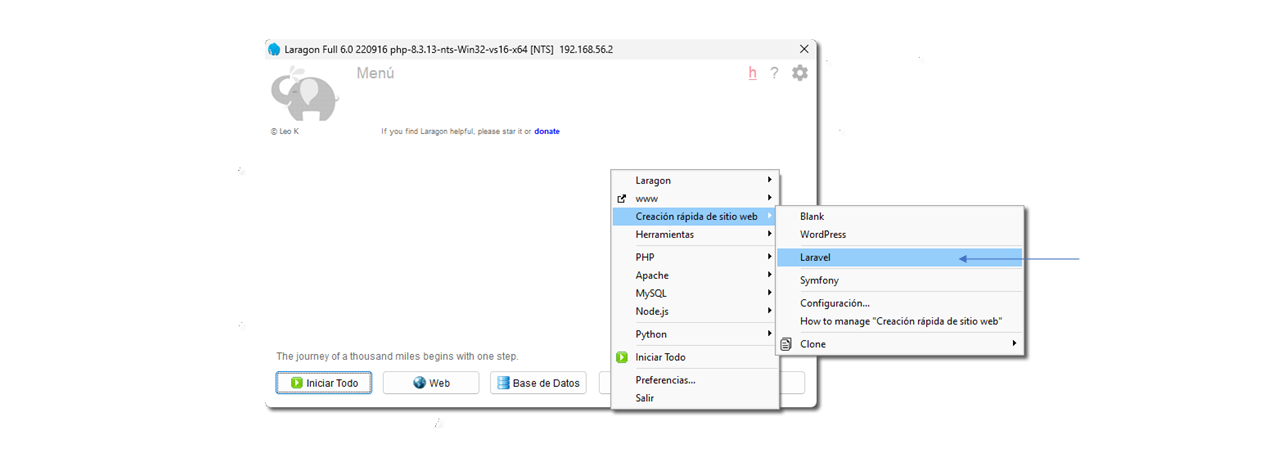 Laragon Full 6.0 220916 php-8.3.13-nts-Win32-vs16-x64 [NTS] 192.168.56.2
Menú
h ?
© Leo K
If you find Laragon helpful, please star it or donate
Laragon
www
Creación rápida de sitio web
Herramientas
PHP
Apache
MySQL
Node.js
Python
Iniciar Todo
Preferencias...
Salir
Blank
WordPress
Laravel
Symfony
Configuración...
How to manage "Creación rápida de sitio web"
Clone
The journey of a thousand miles begins with one step.
Iniciar Todo
Web
Base de Datos